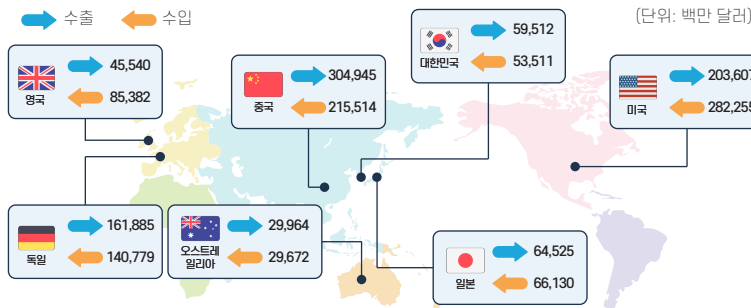 수출 수입
(단위: 백만 달러)
영국
45,540
85,382
중국
304,945
215,514
대한민국
59,512
53,511
미국
203,607
282,255
독일
161,885
140,779
오스트레
일리아
29,964
29,672
일본
64,525
66,130